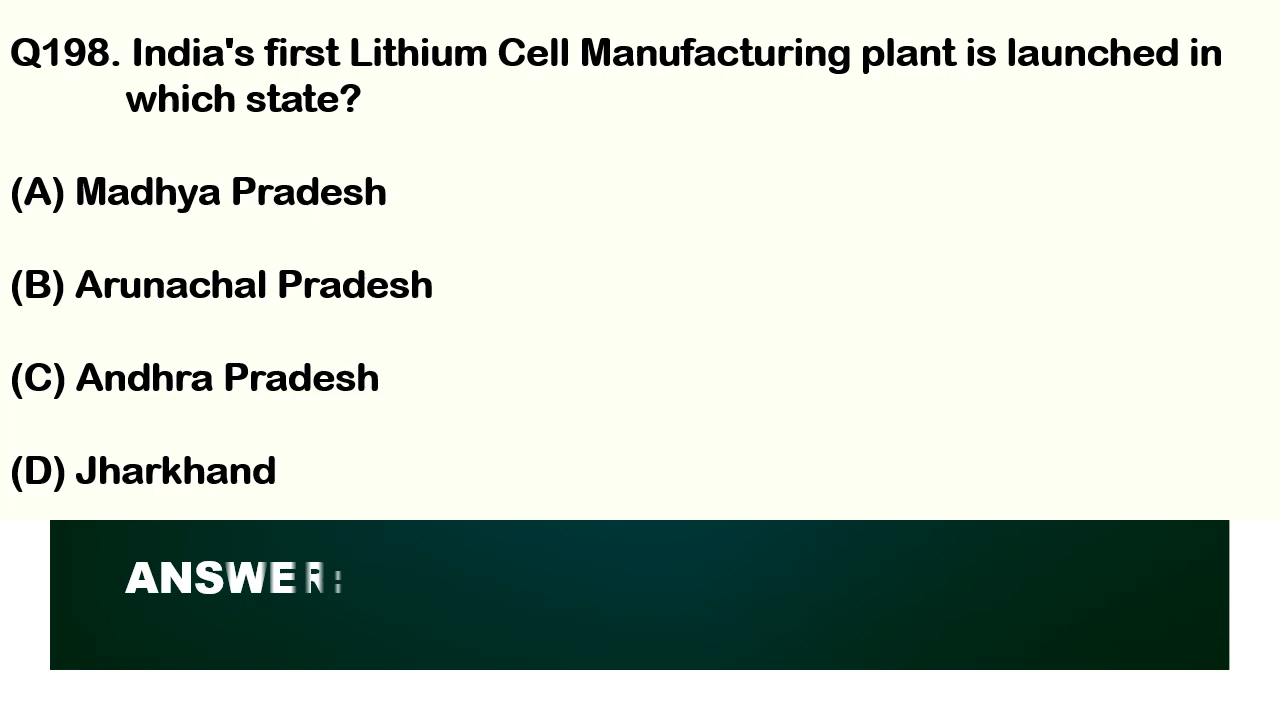 Q198. India's first Lithium Cell Manufacturing plant is launched in
which state?
(A) Madhya Pradesh
(B) Arunachal Pradesh
(C) Andhra Pradesh
(D) Jharkhand
ANSWER: